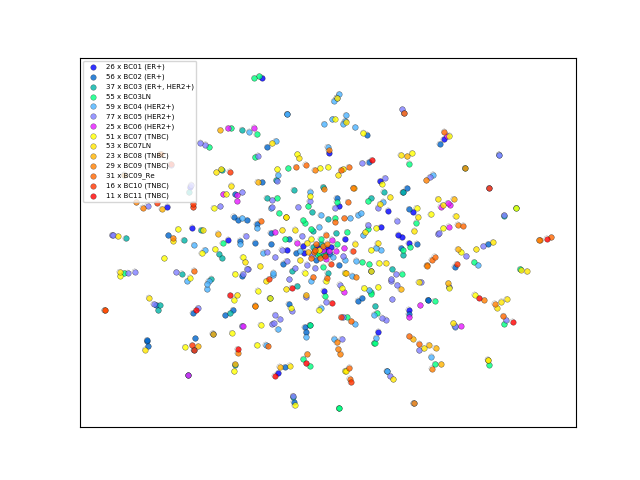 26 x BC01 (ER+)
56 x BC02 (ER+)
37 x BC03 (ER+, HER2+)
55 x BC03LN
59 x BC04 (HER2+)
77 x BC05 (HER2+)
25 x BC06 (HER2+)
51 x BC07 (TNBC)
53 x BC07LN
23 x BC08 (TNBC)
29 x BC09 (TNBC)
31 x BC09_Re
16 x BC10 (TNBC)
11 x BC11 (TNBC)